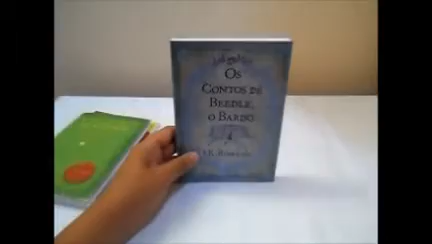 Os
Contos de
Beedle,
o Bardo
J.K. Rowling